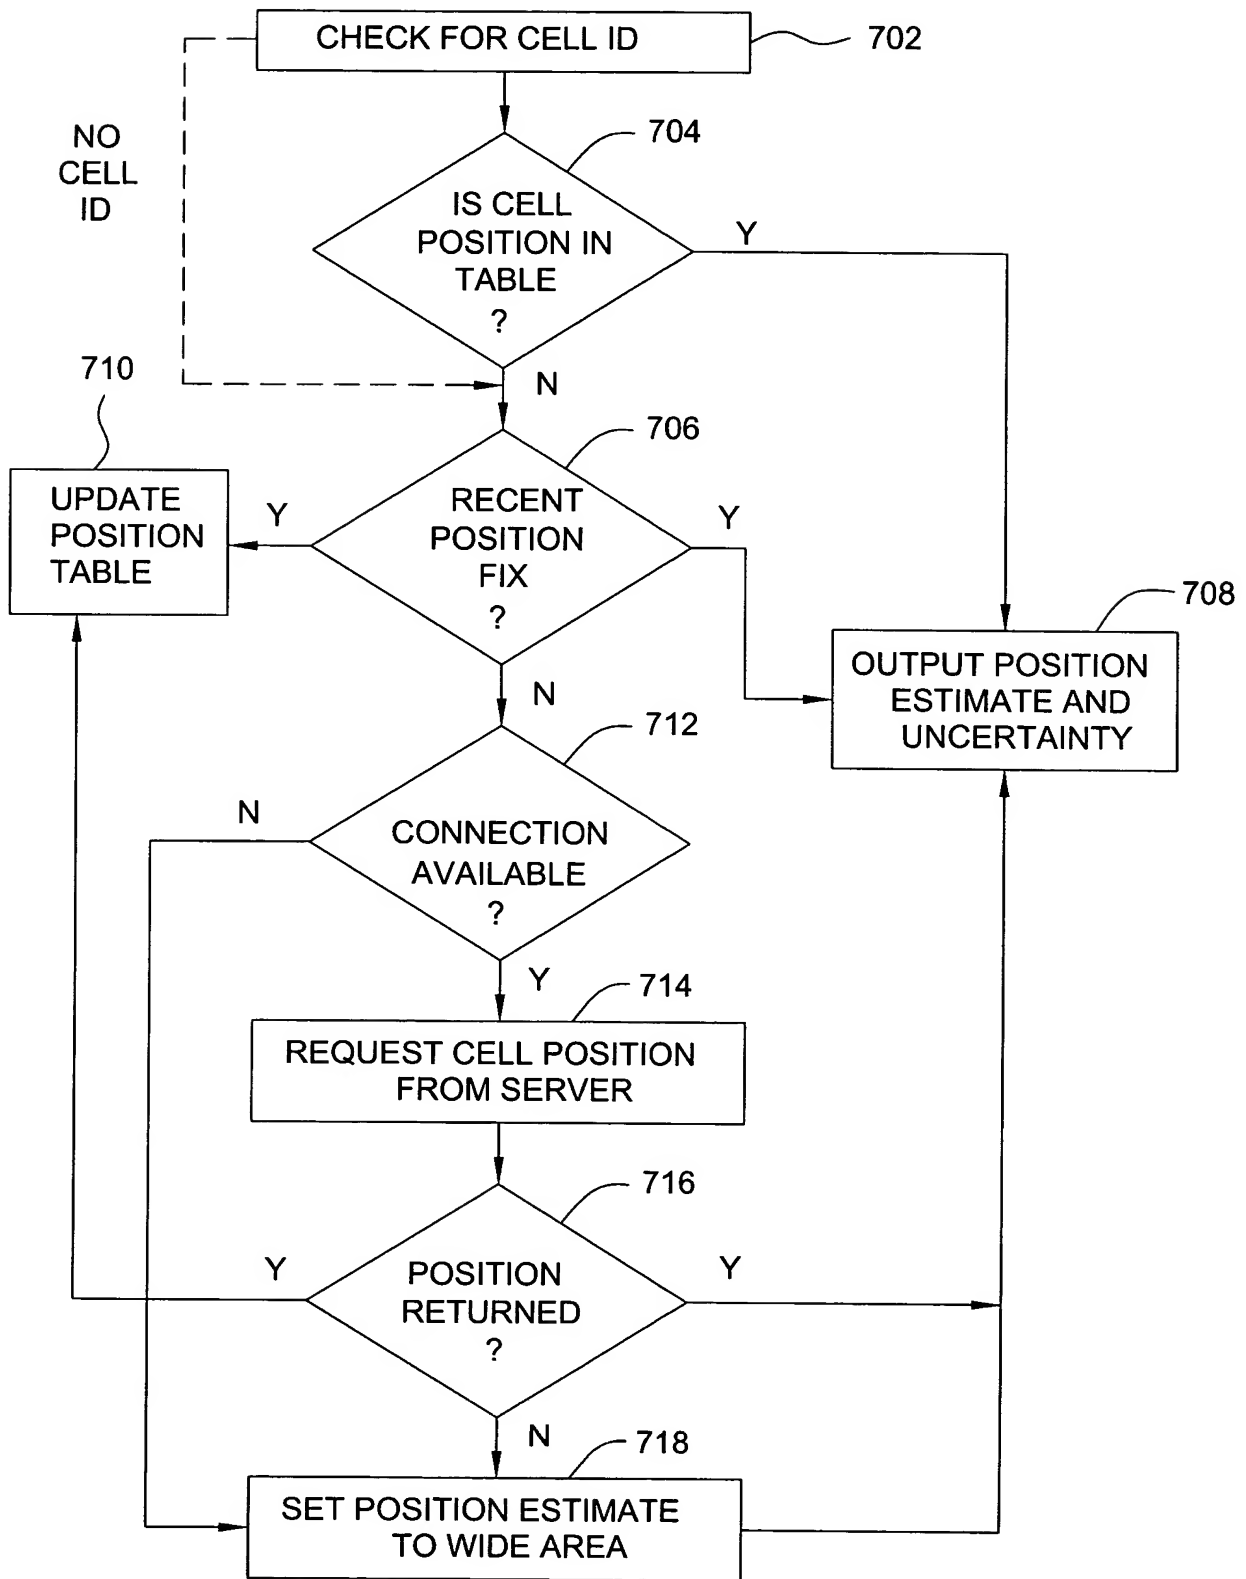 CHECK FOR CELL ID
702
NO
CELL
ID
704
IS CELL
POSITION IN
TABLE
?
Y
N
710
706
UPDATE
POSITION
TABLE
Y
RECENT
POSITION
FIX
?
Y
708
OUTPUT POSITION
ESTIMATE AND
UNCERTAINTY
N
712
N
CONNECTION
AVAILABLE
?
Y
714
REQUEST CELL POSITION
FROM SERVER
716
Y
POSITION
RETURNED
?
Y
N
718
SET POSITION ESTIMATE
TO WIDE AREA